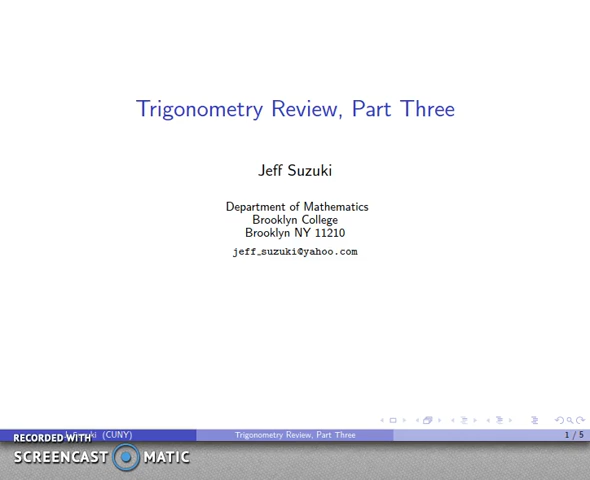 Trigonometry Review, Part Three
Jeff Suzuki
Department of Mathematics
Brooklyn College
Brooklyn NY 11210
jeff_suzuki@yahoo.com
(CUNY)
Trigonometry Review, Part Three
1 / 5
RECORDED WITH
SCREENCAST MATIC